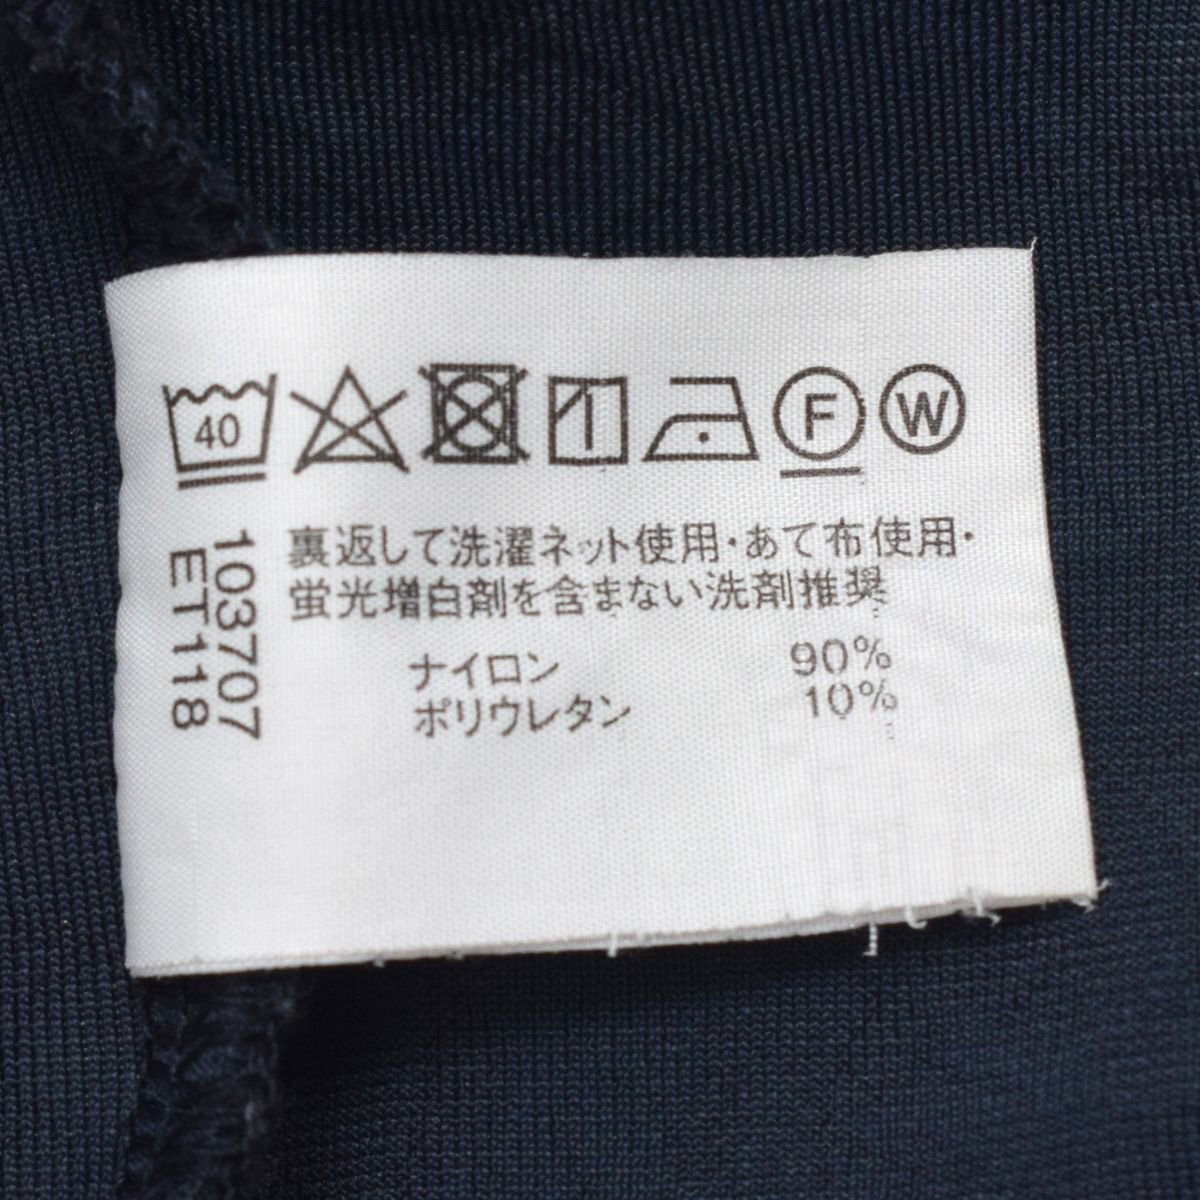 40
F
W
裏返して洗濯ネット使用・あて布使用・
蛍光増白剤を含まない洗剤推奨
ナイロン 90%
ポリウレタン 10%
103707
ET118